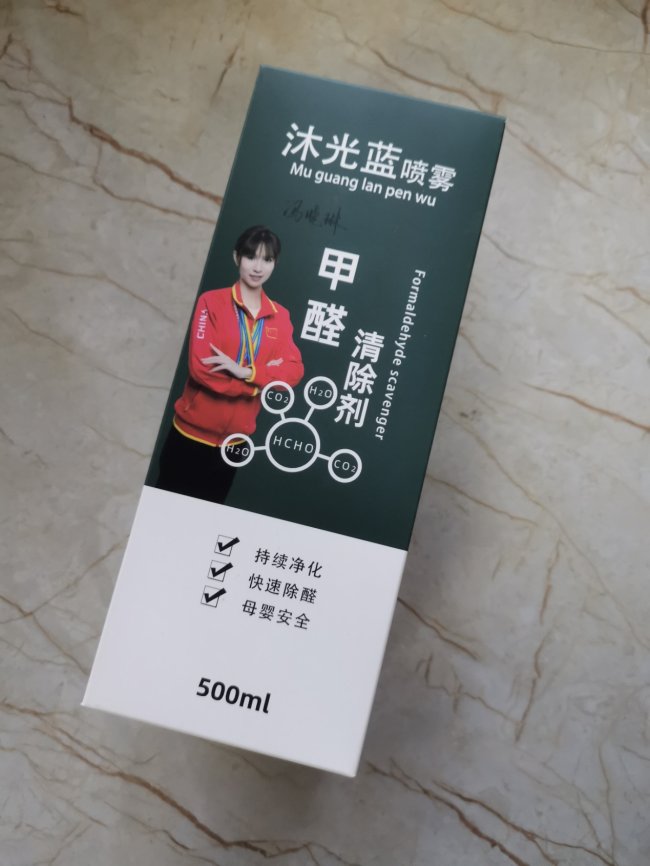 沐光蓝喷雾
Mu guang lan pen wu
甲醛
清除剂
Formaldehyde scavenger
CHINA
CO2
H2O
HCHO
H2O
CO2
持续净化
快速除醛
母婴安全
500ml